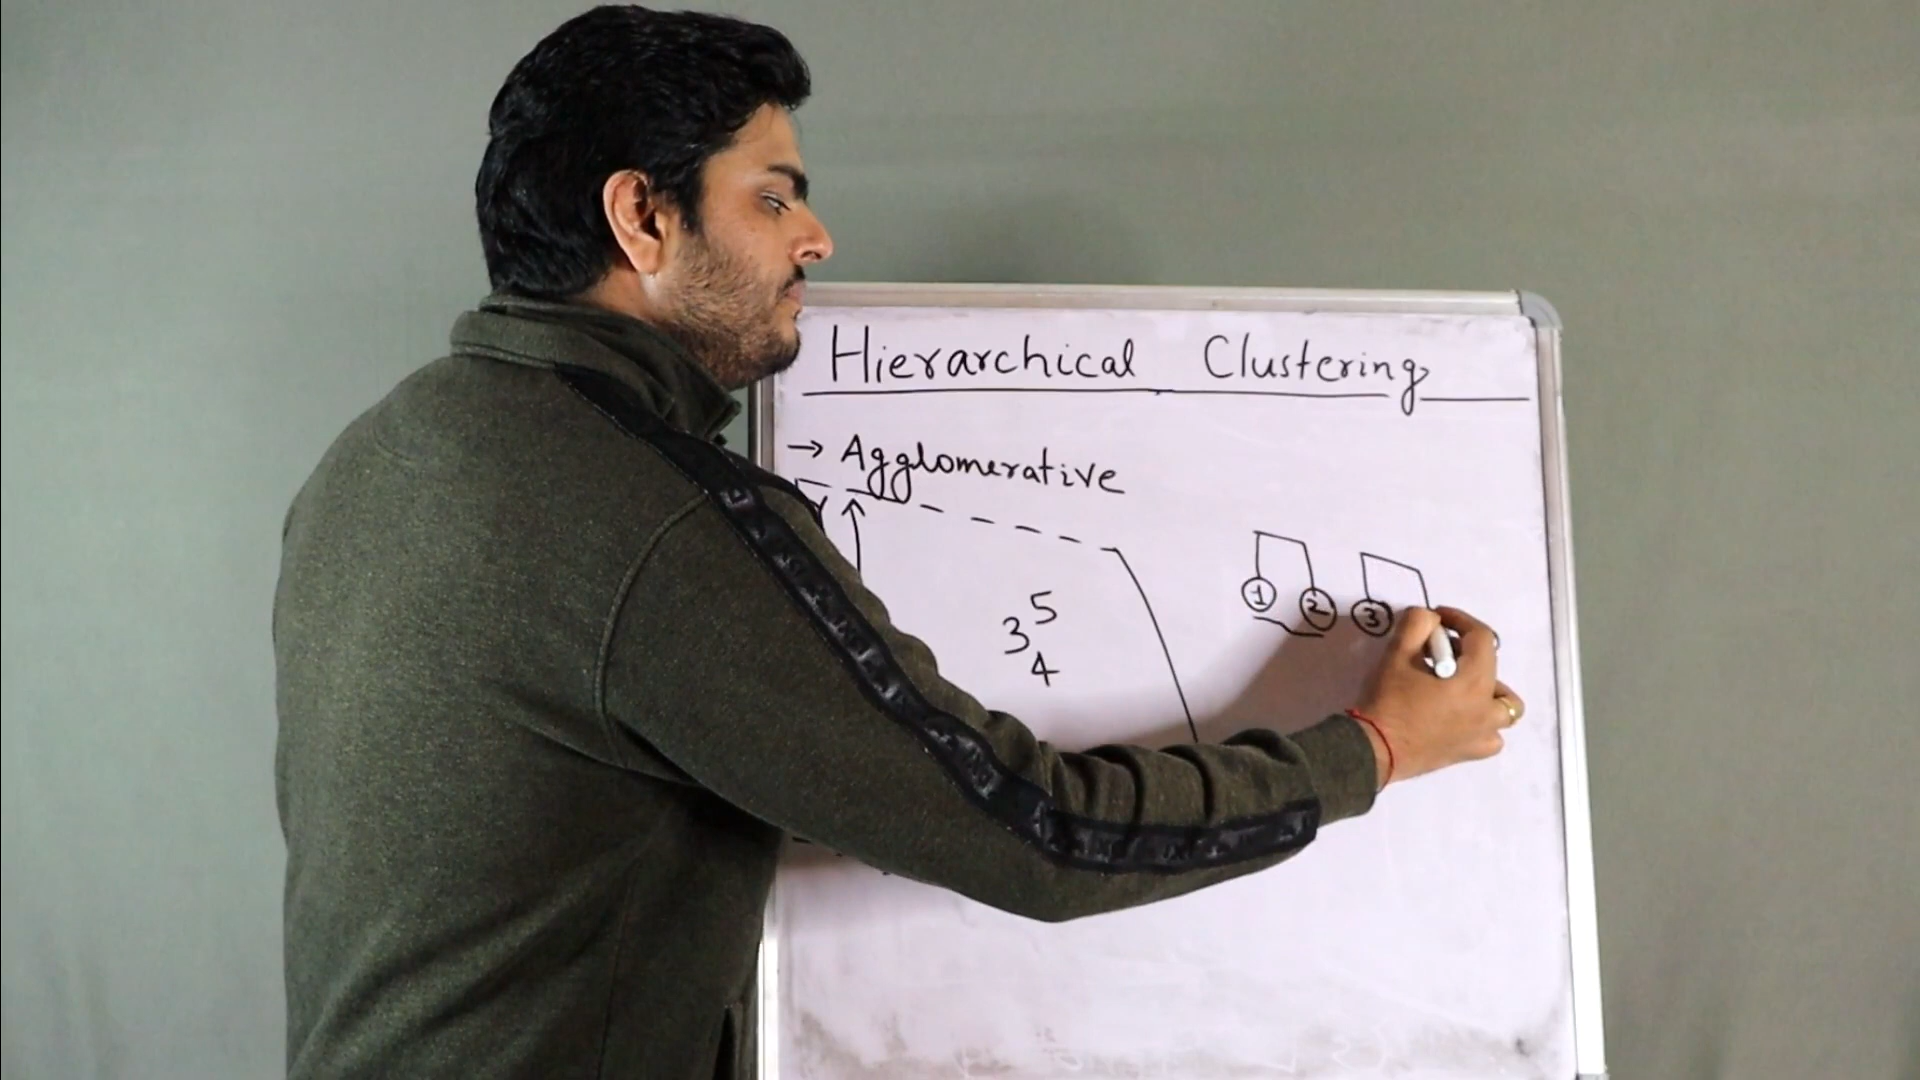 Hierarchical Clustering
→ Agglomerative
Y
5
3
4
1 2 3